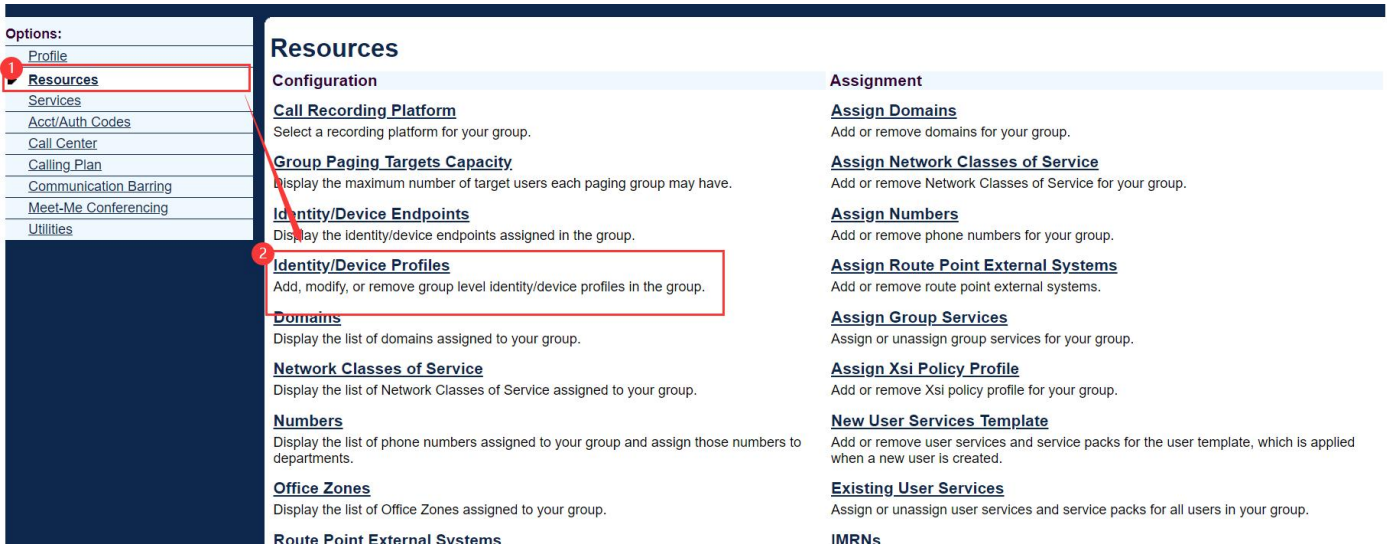 Options:
Profile
1
Resources
Services
Acct/Auth Codes
Call Center
Calling Plan
Communication Barring
Meet-Me Conferencing
Utilities
Resources
Configuration
Call Recording Platform
Select a recording platform for your group.
Group Paging Targets Capacity
Display the maximum number of target users each paging group may have.
Identity/Device Endpoints
Display the identity/device endpoints assigned in the group.
2
Identity/Device Profiles
Add, modify, or remove group level identity/device profiles in the group.
Domains
Display the list of domains assigned to your group.
Network Classes of Service
Display the list of Network Classes of Service assigned to your group.
Numbers
Display the list of phone numbers assigned to your group and assign those numbers to
departments.
Office Zones
Display the list of Office Zones assigned to your group.
Route Point External Systems
Assignment
Assign Domains
Add or remove domains for your group.
Assign Network Classes of Service
Add or remove Network Classes of Service for your group.
Assign Numbers
Add or remove phone numbers for your group.
Assign Route Point External Systems
Add or remove route point external systems.
Assign Group Services
Assign or unassign group services for your group.
Assign Xsi Policy Profile
Add or remove Xsi policy profile for your group.
New User Services Template
Add or remove user services and service packs for the user template, which is applied
when a new user is created.
Existing User Services
Assign or unassign user services and service packs for all users in your group.
IMRNs